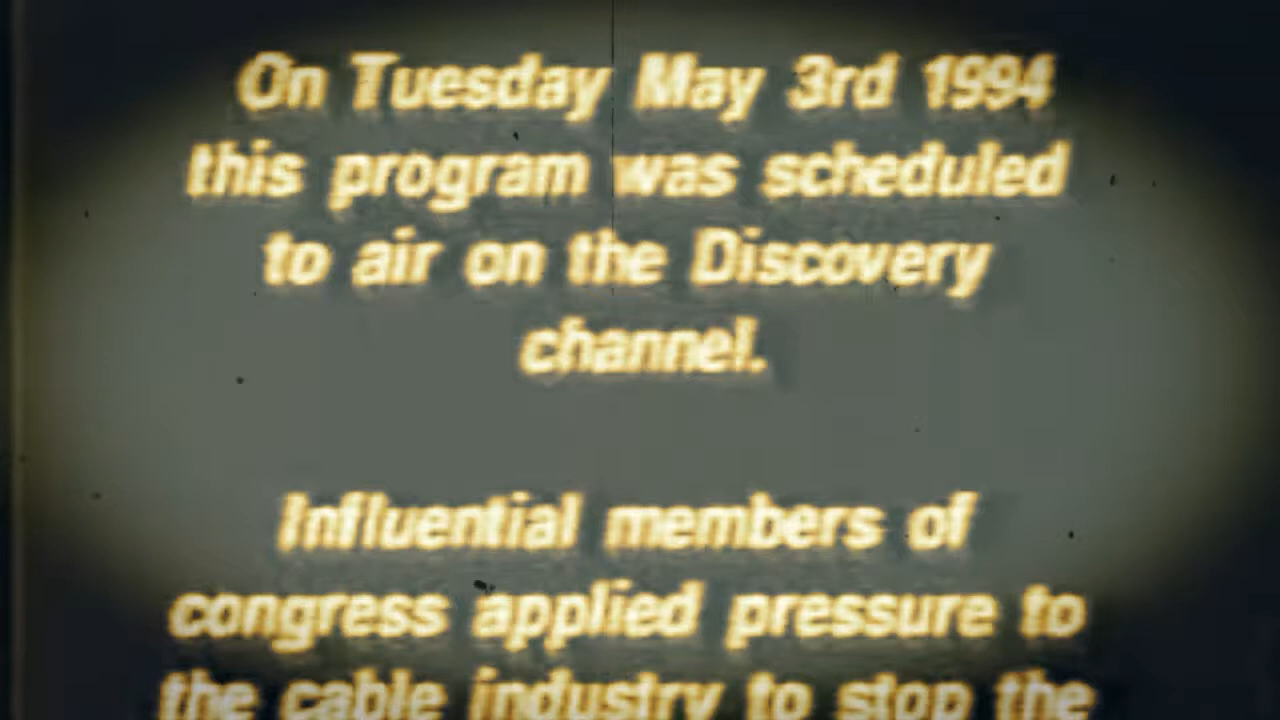 On Tuesday May 3rd 1994
this program was scheduled
to air on the Discovery
channel.
Influential members of
congress applied pressure to
the cable industry to stop the